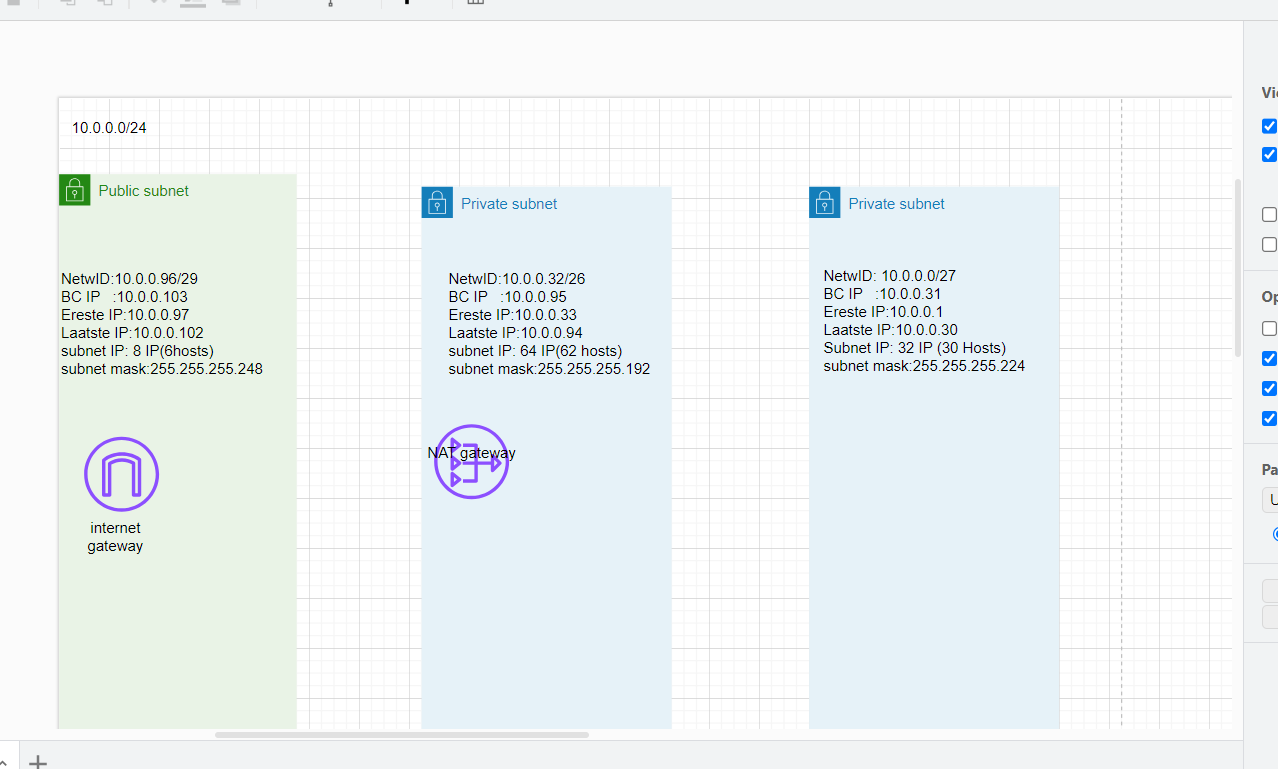 10.0.0.0/24
Public subnet
NetwID:10.0.0.96/29
BC IP   :10.0.0.103
Ereste IP:10.0.0.97
Laatste IP:10.0.0.102
subnet IP: 8 IP(6hosts)
subnet mask:255.255.255.248
internet
gateway
Private subnet
NetwID:10.0.0.32/26
BC IP   :10.0.0.95
Ereste IP:10.0.0.33
Laatste IP:10.0.0.94
subnet IP: 64 IP(62 hosts)
subnet mask:255.255.255.192
NAT gateway
Private subnet
NetwID: 10.0.0.0/27
BC IP   :10.0.0.31
Ereste IP:10.0.0.1
Laatste IP:10.0.0.30
Subnet IP: 32 IP (30 Hosts)
subnet mask:255.255.255.224